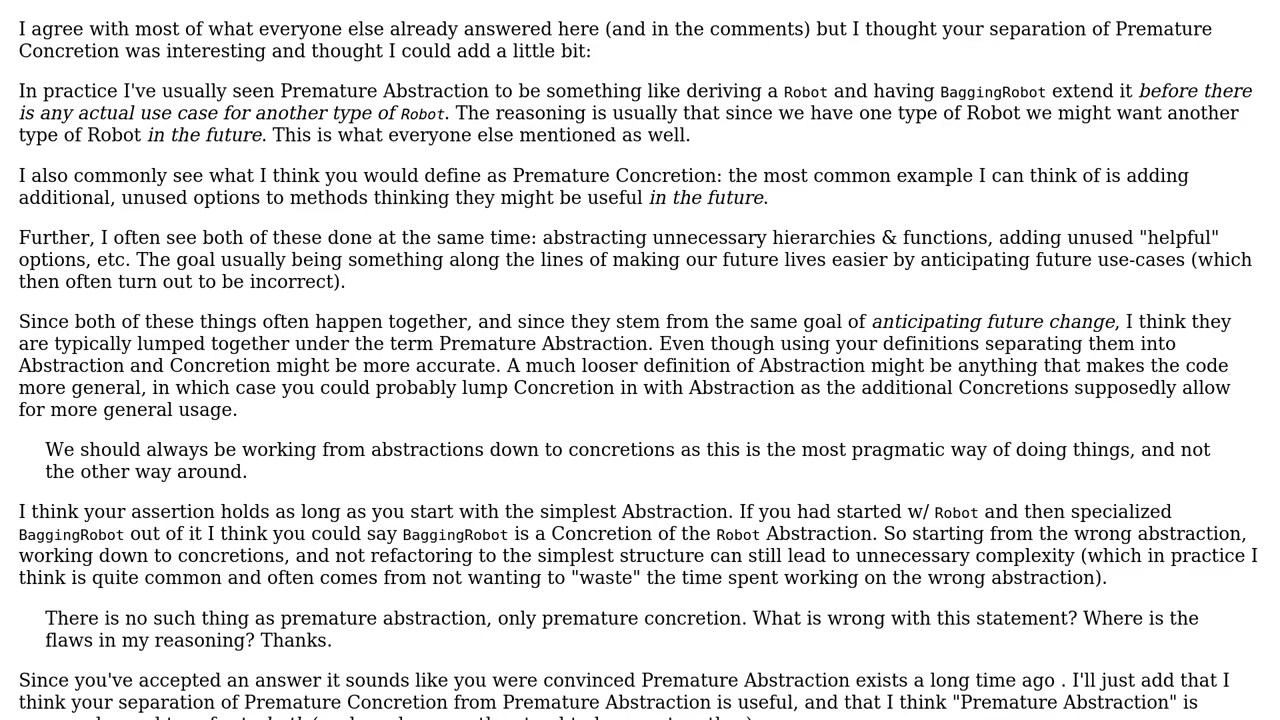 I agree with most of what everyone else already answered here (and in the comments) but I thought your separation of Premature
Concretion was interesting and thought I could add a little bit:
In practice I've usually seen Premature Abstraction to be something like deriving a Robot and having BaggingRobot extend it before there
is any actual use case for another type of Robot. The reasoning is usually that since we have one type of Robot we might want another
type of Robot in the future. This is what everyone else mentioned as well.
I also commonly see what I think you would define as Premature Concretion: the most common example I can think of is adding
additional, unused options to methods thinking they might be useful in the future.
Further, I often see both of these done at the same time: abstracting unnecessary hierarchies & functions, adding unused "helpful"
options, etc. The goal usually being something along the lines of making our future lives easier by anticipating future use-cases (which
then often turn out to be incorrect).
Since both of these things often happen together, and since they stem from the same goal of anticipating future change, I think they
are typically lumped together under the term Premature Abstraction. Even though using your definitions separating them into
Abstraction and Concretion might be more accurate. A much looser definition of Abstraction might be anything that makes the code
more general, in which case you could probably lump Concretion in with Abstraction as the additional Concretions supposedly allow
for more general usage.
We should always be working from abstractions down to concretions as this is the most pragmatic way of doing things, and not
the other way around.
I think your assertion holds as long as you start with the simplest Abstraction. If you had started w/ Robot and then specialized
BaggingRobot out of it I think you could say BaggingRobot is a Concretion of the Robot Abstraction. So starting from the wrong abstraction,
working down to concretions, and not refactoring to the simplest structure can still lead to unnecessary complexity (which in practice I
think is quite common and often comes from not wanting to "waste" the time spent working on the wrong abstraction).
There is no such thing as premature abstraction, only premature concretion. What is wrong with this statement? Where is the
flaws in my reasoning? Thanks.
Since you've accepted an answer it sounds like you were convinced Premature Abstraction exists a long time ago . I'll just add that I
think your separation of Premature Concretion from Premature Abstraction is useful, and that I think "Premature Abstraction" is